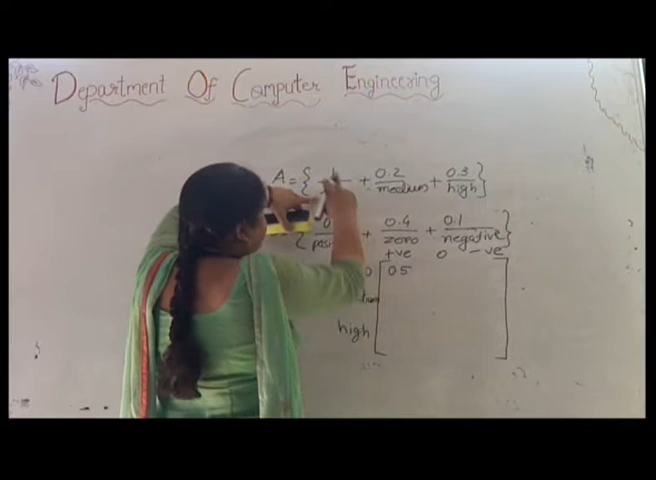 Department Of Computer Engineering
A = { 1 + 0.2/medium + 0.3/high }
{ + 0.4/zero + 0.1/negative }
+ve 0 -ve
0.5
high